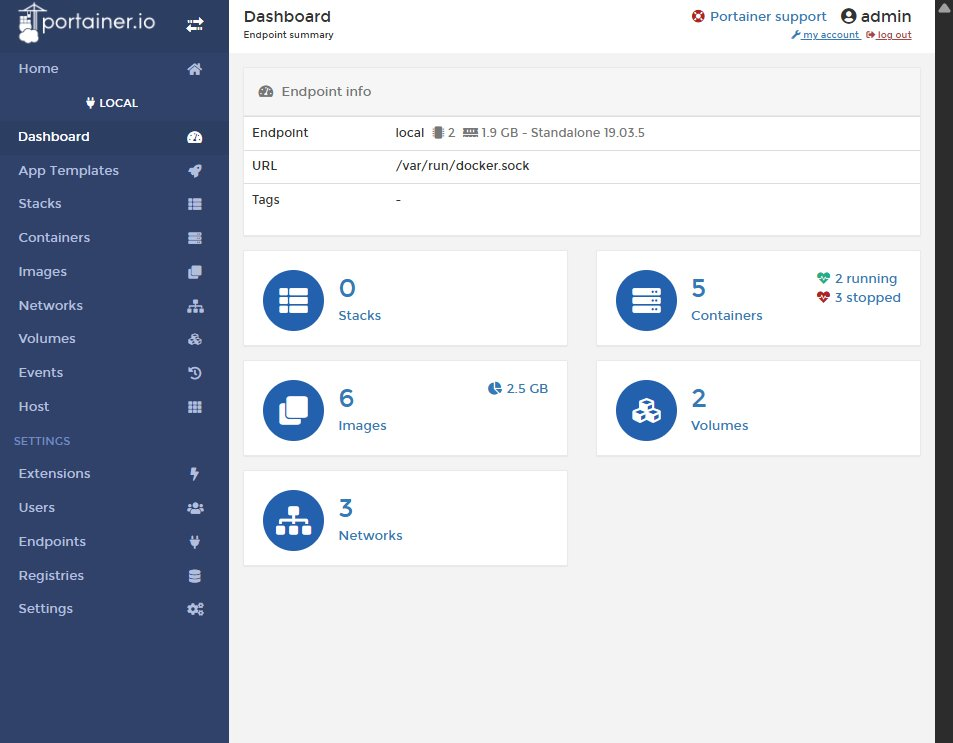 portainer.io
Home
LOCAL
Dashboard
App Templates
Stacks
Containers
Images
Networks
Volumes
Events
Host
SETTINGS
Extensions
Users
Endpoints
Registries
Settings
Dashboard
Endpoint summary
Portainer support admin
my account log out
Endpoint info
Endpoint local 2 1.9 GB - Standalone 19.03.5
URL /var/run/docker.sock
Tags -
0
Stacks
5
Containers
2 running
3 stopped
6
Images
2.5 GB
2
Volumes
3
Networks